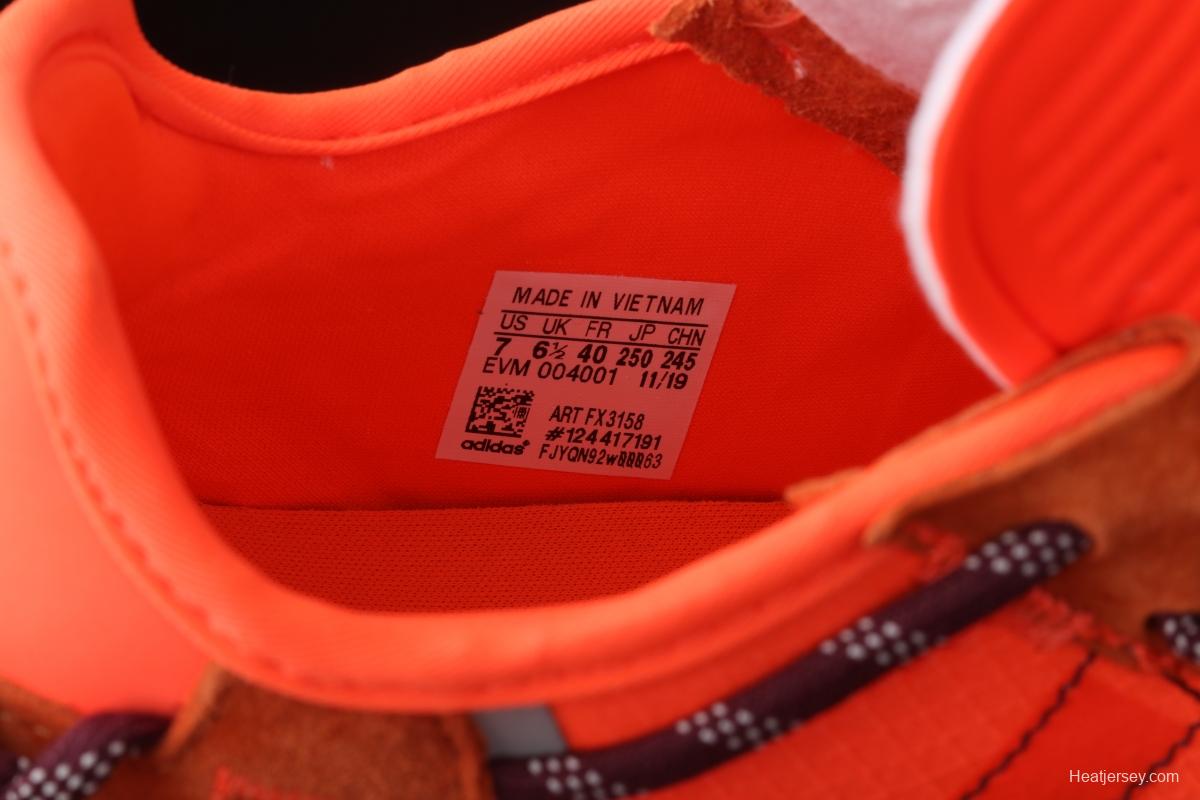 MADE IN VIETNAM
US UK FR JP CHN
7 6½ 40 250 245
EVM 004001 11/19
ART FX3158
#124417191
adidas
Heatjersey.com